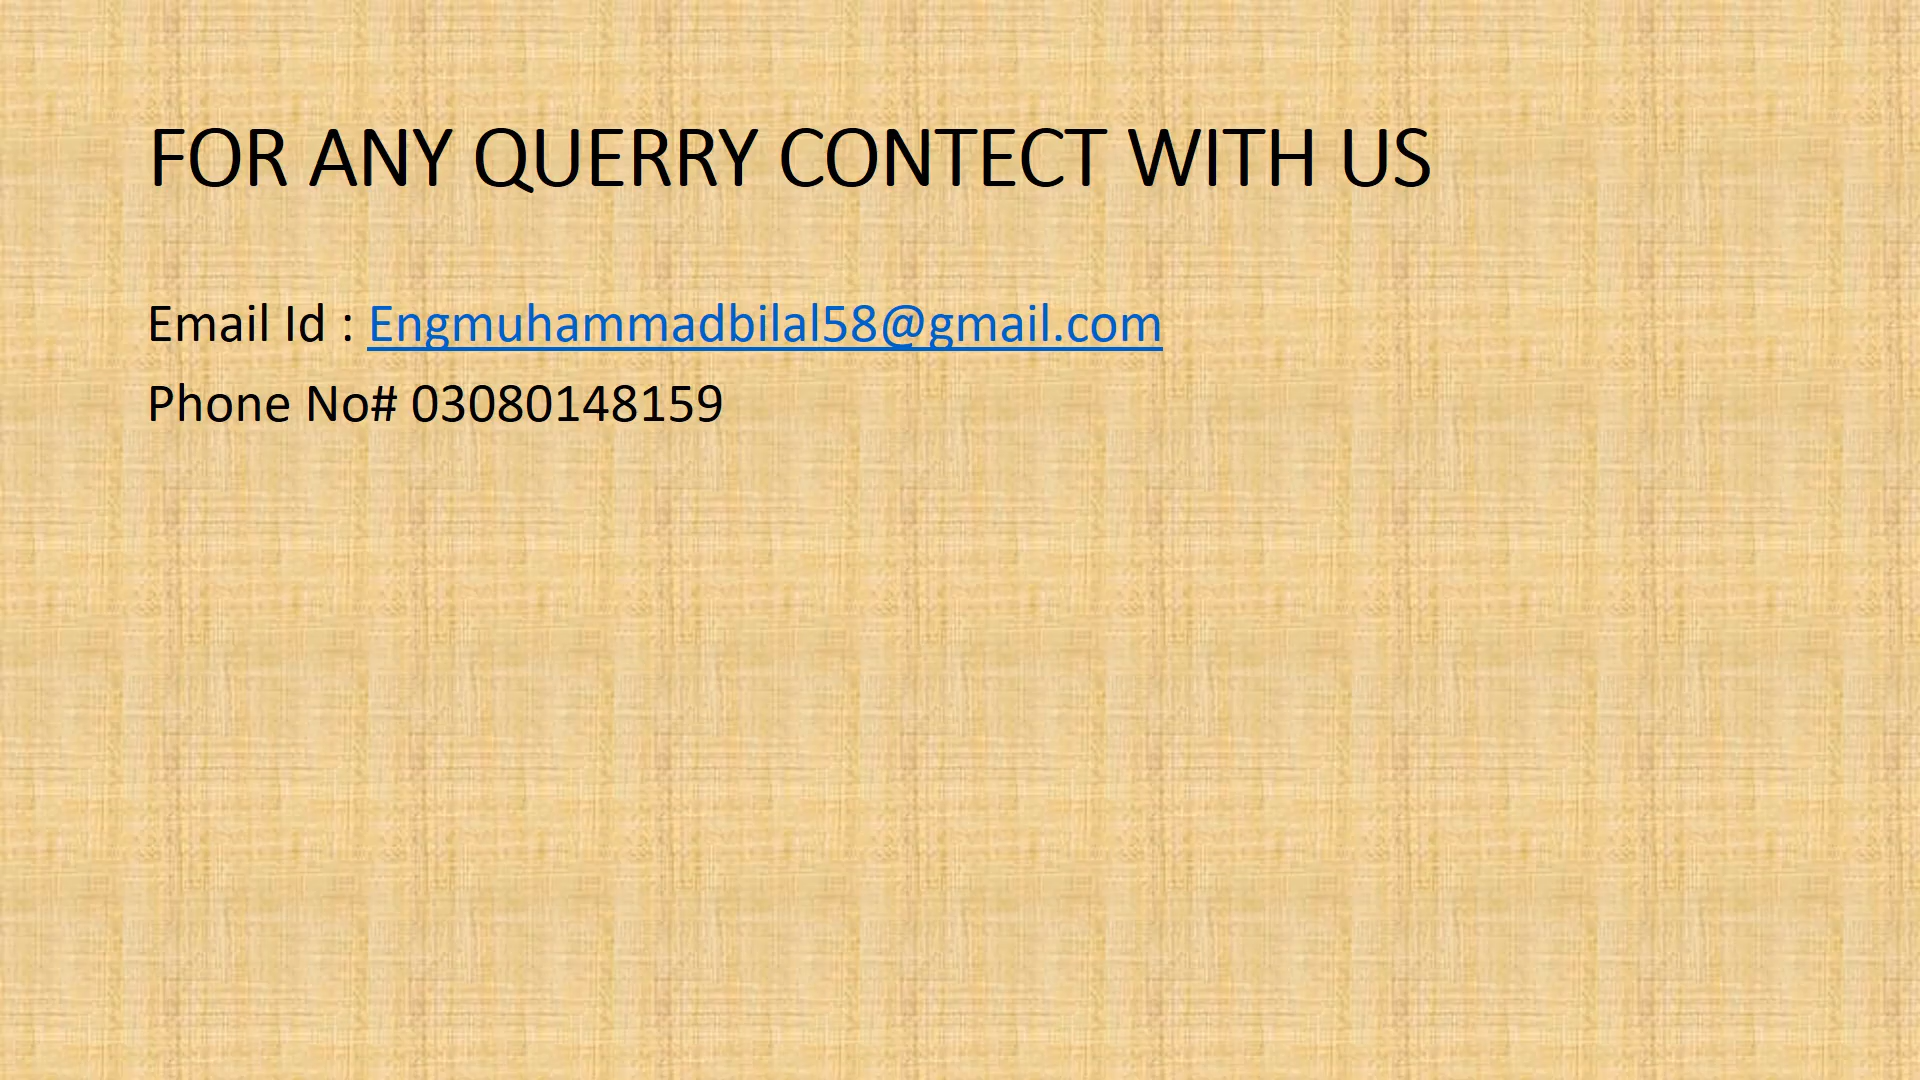 FOR ANY QUERRY CONTECT WITH US
Email Id : Engmuhammadbilal58@gmail.com
Phone No# 03080148159